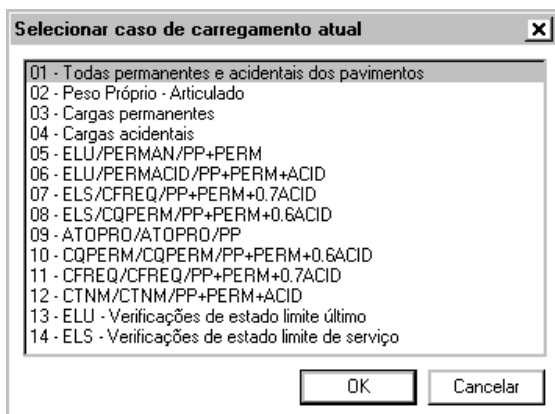 Selecionar caso de carregamento atual
01 - Todas permanentes e acidentais dos pavimentos
02 - Peso Próprio - Articulado
03 - Cargas permanentes
04 - Cargas acidentais
05 - ELU/PERMAN/PP+PERM
06 - ELU/PERMACID/PP+PERM+ACID
07 - ELS/CFREQ/PP+PERM+0.7ACID
08 - ELS/CQPERM/PP+PERM+0.6ACID
09 - ATOPRO/ATOPRO/PP
10 - CQPERM/CQPERM/PP+PERM+0.6ACID
11 - CFREQ/CFREQ/PP+PERM+0.7ACID
12 - CTNM/CTNM/PP+PERM+ACID
13 - ELU - Verificações de estado limite último
14 - ELS - Verificações de estado limite de serviço
OK Cancelar